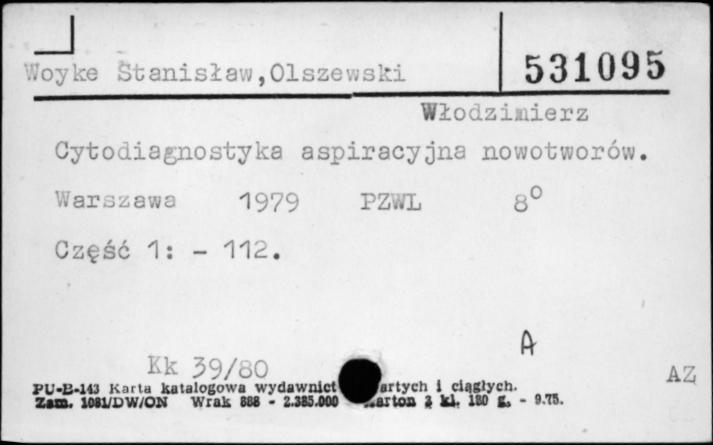 Woyke Stanisław,Olszewski 531095
Włodzimierz
Cytodiagnostyka aspiracyjna nowotworów.
Warszawa 1979 PZWL 8⁰
Część 1: - 112.
A
Kk 39/80
AZ
PU-B-143 Karta katalogowa wydawnict artych i ciągłych.
Zam. 1081/DW/ON Wrak 888 - 2.385.000 Karton 2 kl. 180 g. - 9.75.